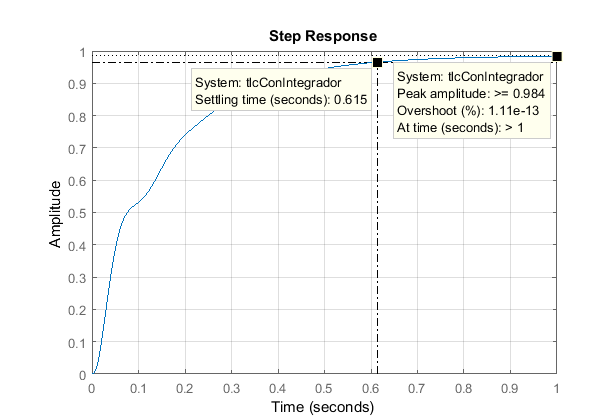 Step Response
Amplitude
1
0.9
0.8
0.7
0.6
0.5
0.4
0.3
0.2
0.1
0
System: tlcConIntegrador
Settling time (seconds): 0.615
System: tlcConIntegrador
Peak amplitude: >= 0.984
Overshoot (%): 1.11e-13
At time (seconds): > 1
0 0.1 0.2 0.3 0.4 0.5 0.6 0.7 0.8 0.9 1
Time (seconds)